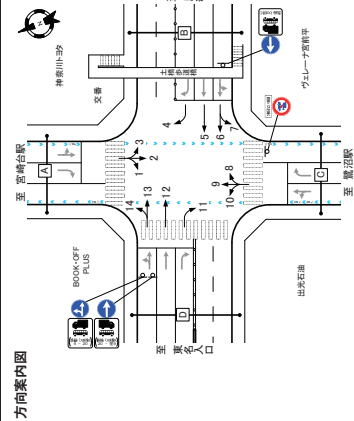 方向案内図
至 宮崎台駅
A
神奈川トヨタ
交番
土橋歩道橋
B
ヴェレーナ宮前平
BOOK・OFF
PLUS
1
2
3
4
5
6
7
8
9
10
11
12
13
14
D
C
至 東名入口
出光石油
至 鷺沼駅